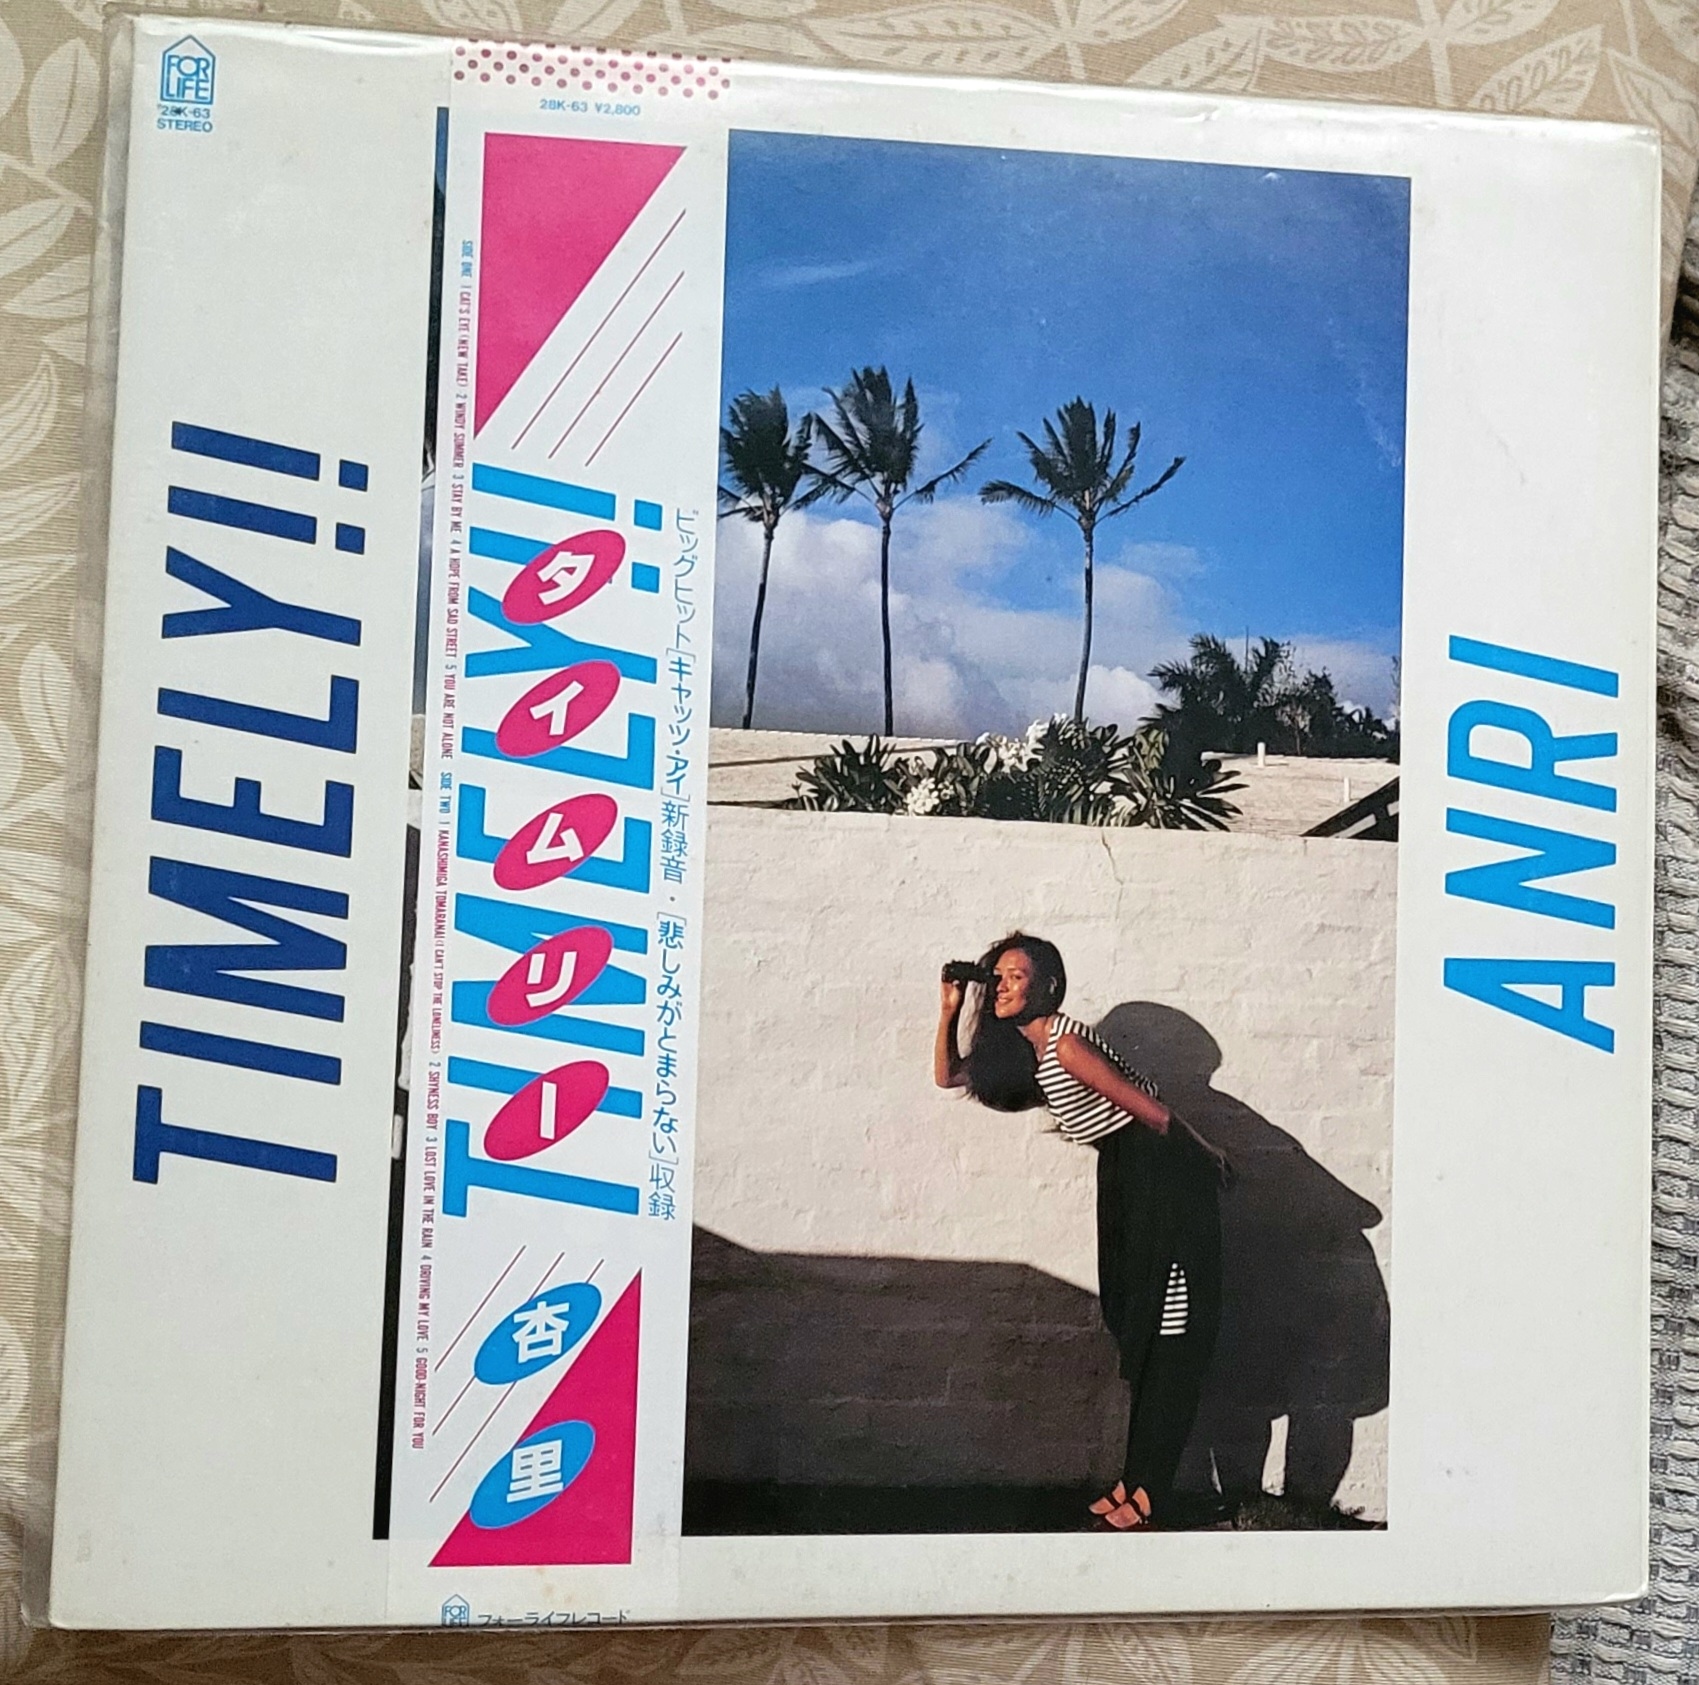 FOR
LIFE
28K-63
STEREO
28K-63 ¥2,800
TIMELY!!
SIDE ONE 1 CAT'S EYE (NEW TAKE) 2 WINDY SUMMER 3 STAY BY ME 4 A HOPE FROM SAD STREET 5 YOU ARE NOT ALONE SIDE TWO 1 KANASHIMIGA TOMARANAI (I CAN'T STOP THE LONELINESS) 2 SHYNESS BOY 3 LOST LOVE IN THE RAIN 4 DRIVING MY LOVE 5 GOOD-NIGHT FOR YOU
TIMELY!!
タイムリー
杏里
ビッグヒット[キャッツ・アイ]新録音・[悲しみがとまらない]収録
ANRI
FOR
LIFE
フォーライフレコード